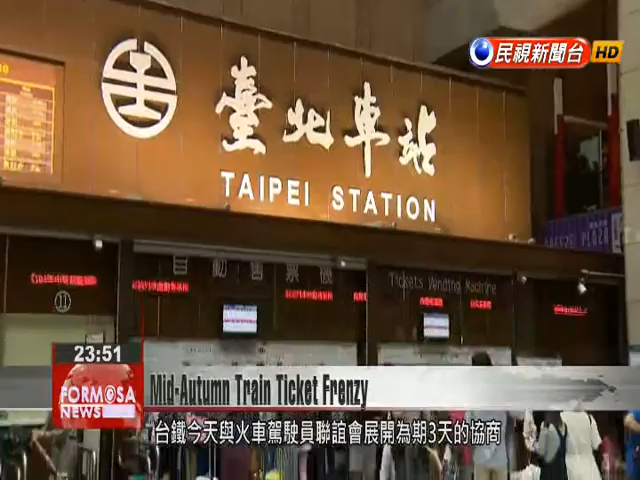 民視新聞台 HD
臺北車站
TAIPEI STATION
自動售票機
Tickets Vending Machine
11
23:51
FORMOSA
NEWS
Mid-Autumn Train Ticket Frenzy
台鐵今天與火車駕駛員聯誼會展開為期3天的協商